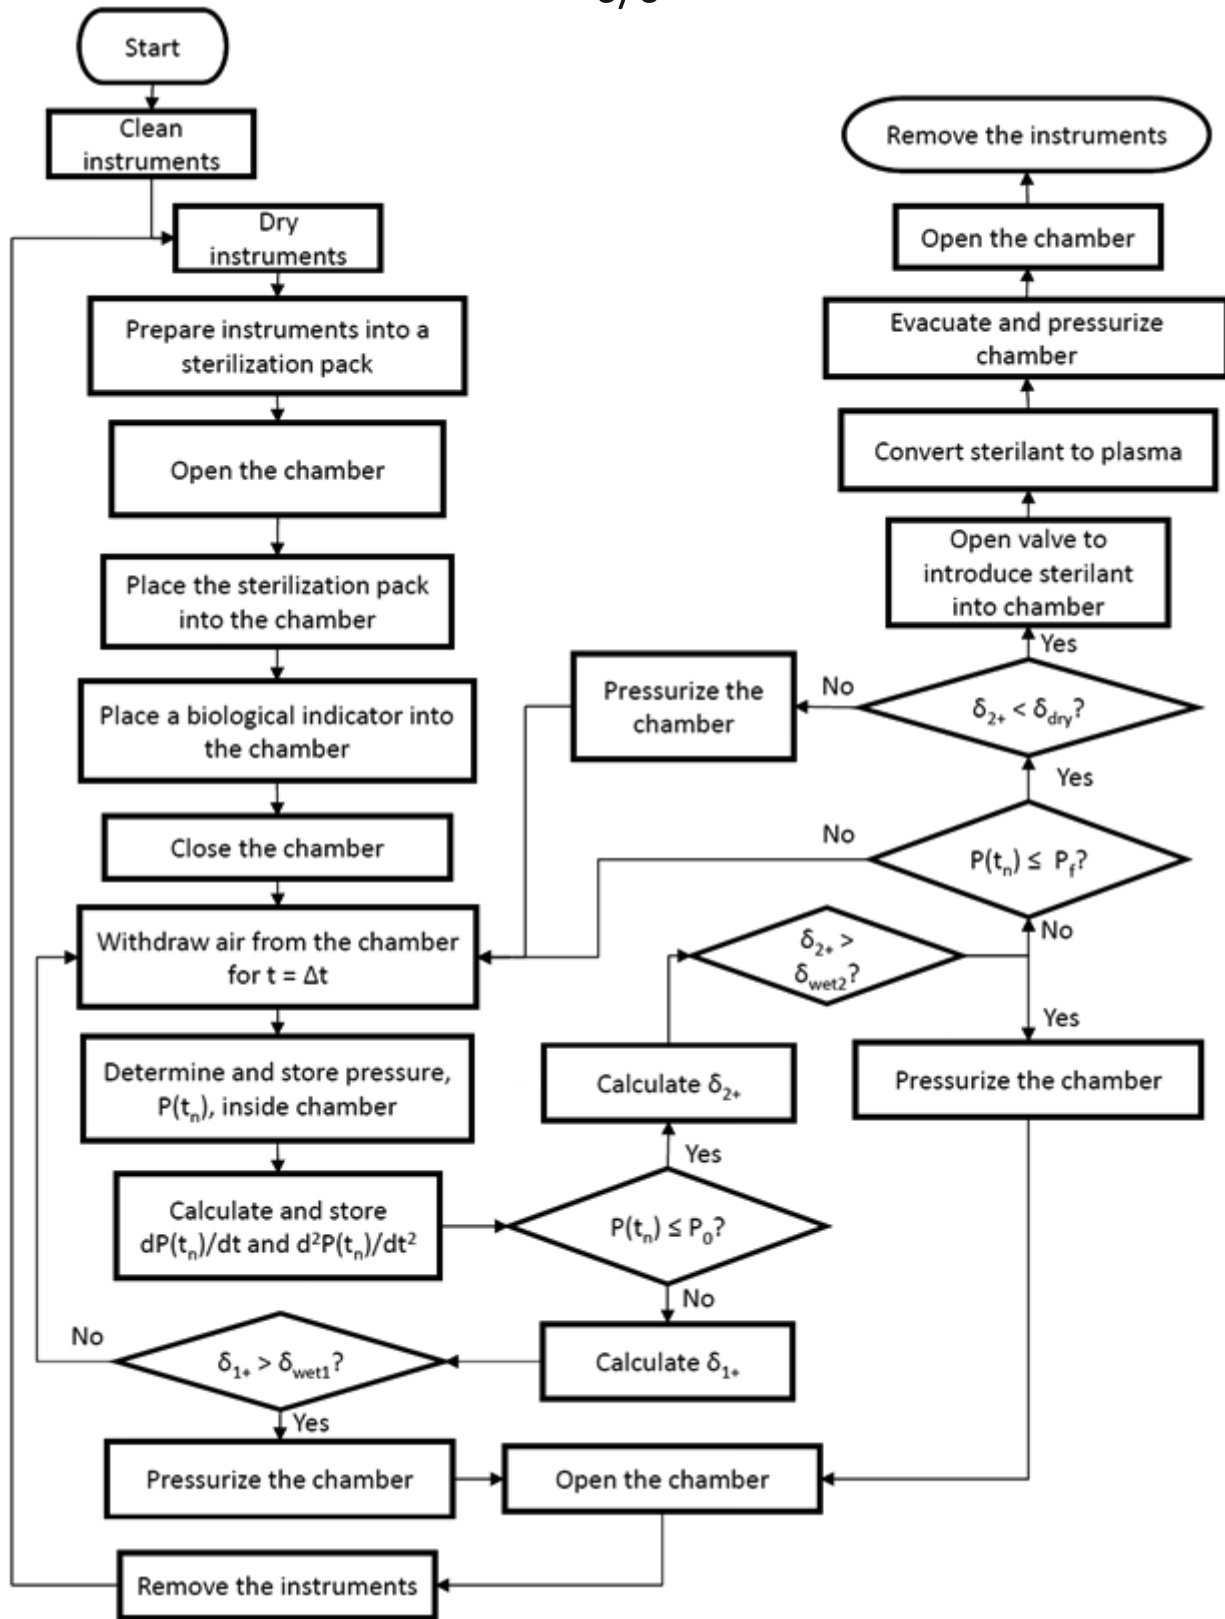 Start
Clean
instruments
Dry
instruments
Prepare instruments into a
sterilization pack
Open the chamber
Place the sterilization pack
into the chamber
Place a biological indicator into
the chamber
Close the chamber
Withdraw air from the chamber
for t = Δt
Determine and store pressure,
P(tₙ), inside chamber
Calculate and store
dP(tₙ)/dt and d²P(tₙ)/dt²
P(tₙ) ≤ P₀?
Yes
No
Calculate δ₁₊
δ₁₊ > δwet1?
No
Yes
Pressurize the chamber
Open the chamber
Remove the instruments
Calculate δ₂₊
δ₂₊ >
δwet2?
No
Yes
Pressurize the chamber
P(tₙ) ≤ Pf?
No
Yes
δ₂₊ < δdry?
No
Pressurize the
chamber
Yes
Open valve to
introduce sterilant
into chamber
Convert sterilant to plasma
Evacuate and pressurize
chamber
Open the chamber
Remove the instruments